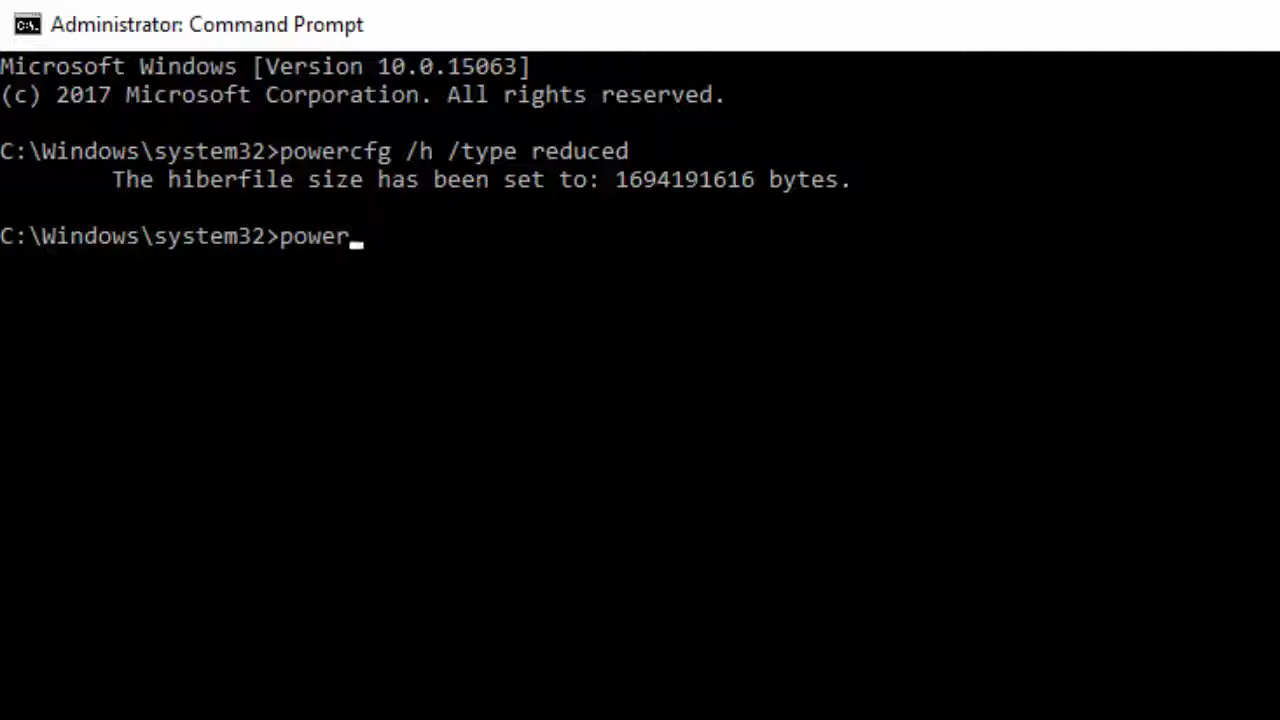 Administrator: Command Prompt
Microsoft Windows [Version 10.0.15063]
(c) 2017 Microsoft Corporation. All rights reserved.
C:\Windows\system32>powercfg /h /type reduced
The hiberfile size has been set to: 1694191616 bytes.
C:\Windows\system32>power